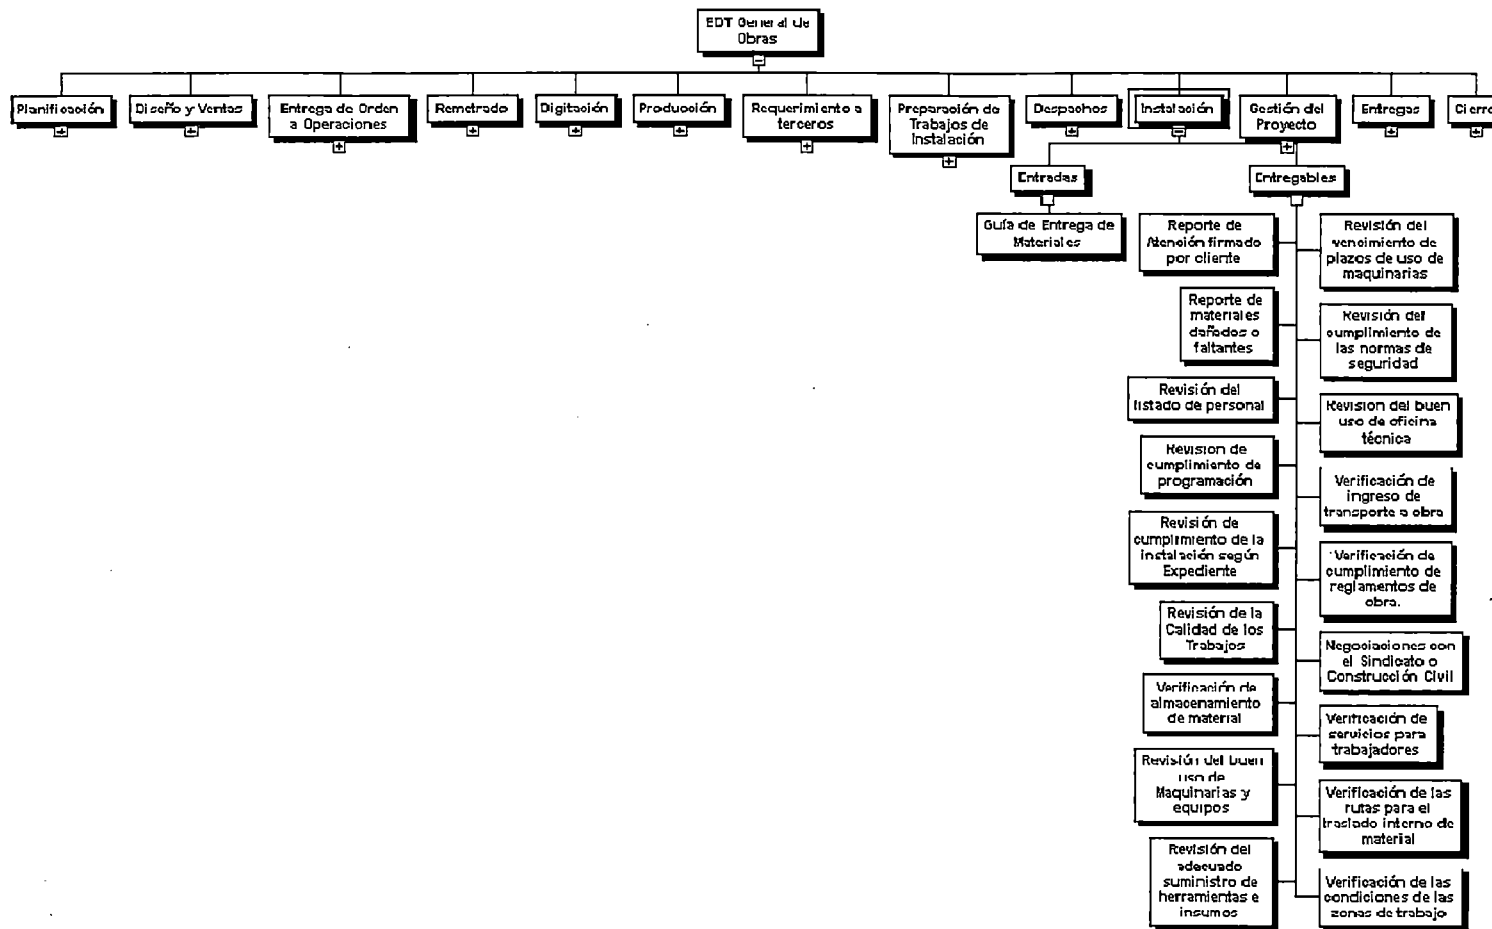 EDT General de
Obras
Planificación
Diseño y Ventas
Entrega de Orden
a Operaciones
Remetrado
Digitación
Producción
Requerimiento a
terceros
Preparación de
Trabajos de
Instalación
Despachos
Instalación
Gestión del
Proyecto
Entregas
Cierre
Entradas
Entregables
Guía de Entrega de
Materiales
Reporte de
Atención firmado
por cliente
Reporte de
materiales
dañados o
faltantes
Revisión del
listado de personal
Revisión de
cumplimiento de
programación
Revisión de
cumplimiento de la
instalación según
Expediente
Revisión de la
Calidad de los
Trabajos
Verificación de
almacenamiento
de material
Revisión del buen
uso de
Maquinarias y
equipos
Revisión del
adecuado
suministro de
herramientas e
insumos
Revisión del
vencimiento de
plazos de uso de
maquinarias
Revisión del
cumplimiento de
las normas de
seguridad
Revisión del buen
uso de oficina
técnica
Verificación de
ingreso de
transporte a obra
Verificación de
cumplimiento de
reglamentos de
obra.
Negociaciones con
el Sindicato o
Construcción Civil
Verificación de
servicios para
trabajadores
Verificación de las
rutas para el
traslado interno de
material
Verificación de las
condiciones de las
zonas de trabajo